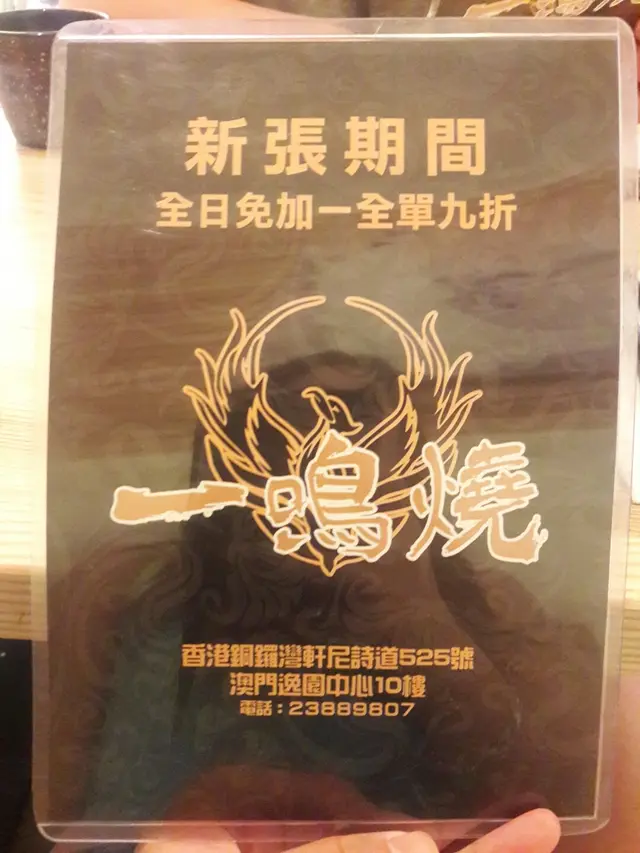 新張期間
全日免加一全單九折
一鳴燒
香港銅鑼灣軒尼詩道525號
澳門逸園中心10樓
電話：23889807